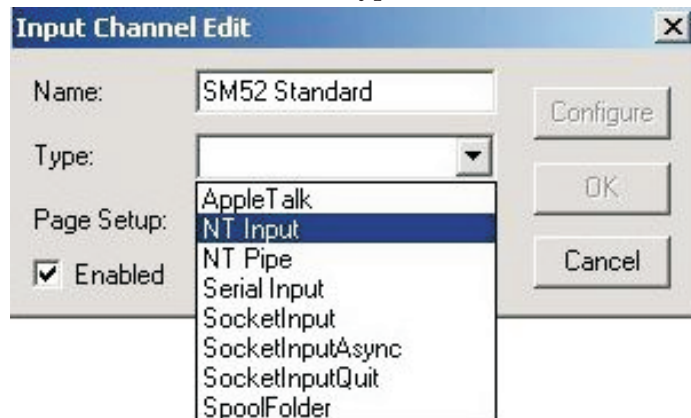 Input Channel Edit
Name:
SM52 Standard
Configure
Type:
OK
Page Setup:
Enabled
Cancel
AppleTalk
NT Input
NT Pipe
Serial Input
SocketInput
SocketInputAsync
SocketInputQuit
SpoolFolder